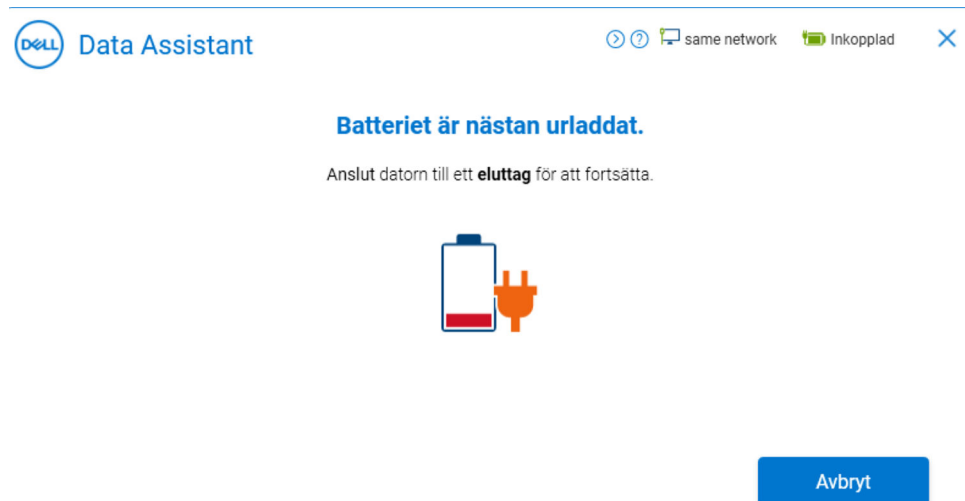 DELL Data Assistant same network Inkopplad
Batteriet är nästan urladdat.
Anslut datorn till ett eluttag för att fortsätta.
Avbryt